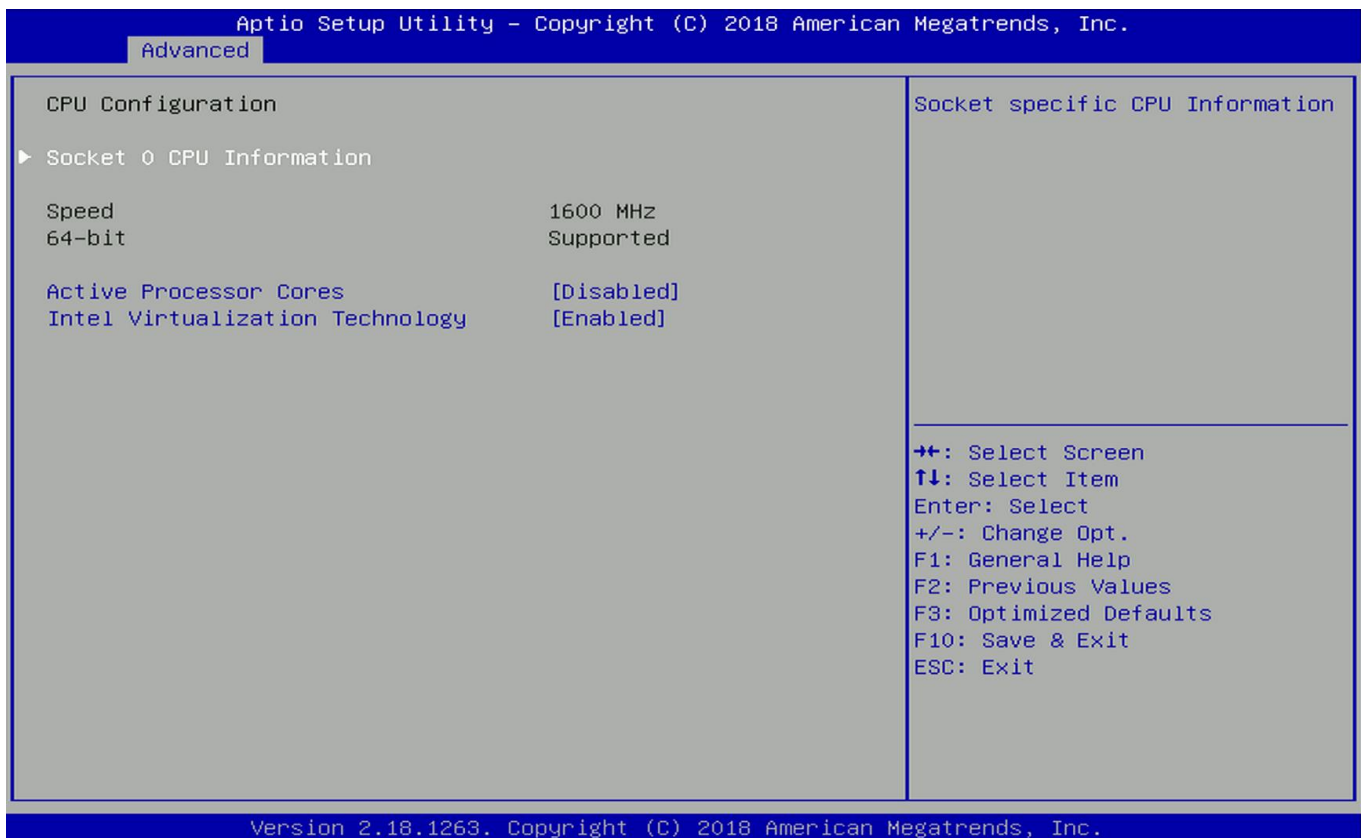 Aptio Setup Utility – Copyright (C) 2018 American Megatrends, Inc.
Advanced
CPU Configuration
▶ Socket 0 CPU Information
Speed 1600 MHz
64-bit Supported
Active Processor Cores [Disabled]
Intel Virtualization Technology [Enabled]
Socket specific CPU Information
→←: Select Screen
↑↓: Select Item
Enter: Select
+/-: Change Opt.
F1: General Help
F2: Previous Values
F3: Optimized Defaults
F10: Save & Exit
ESC: Exit
Version 2.18.1263. Copyright (C) 2018 American Megatrends, Inc.